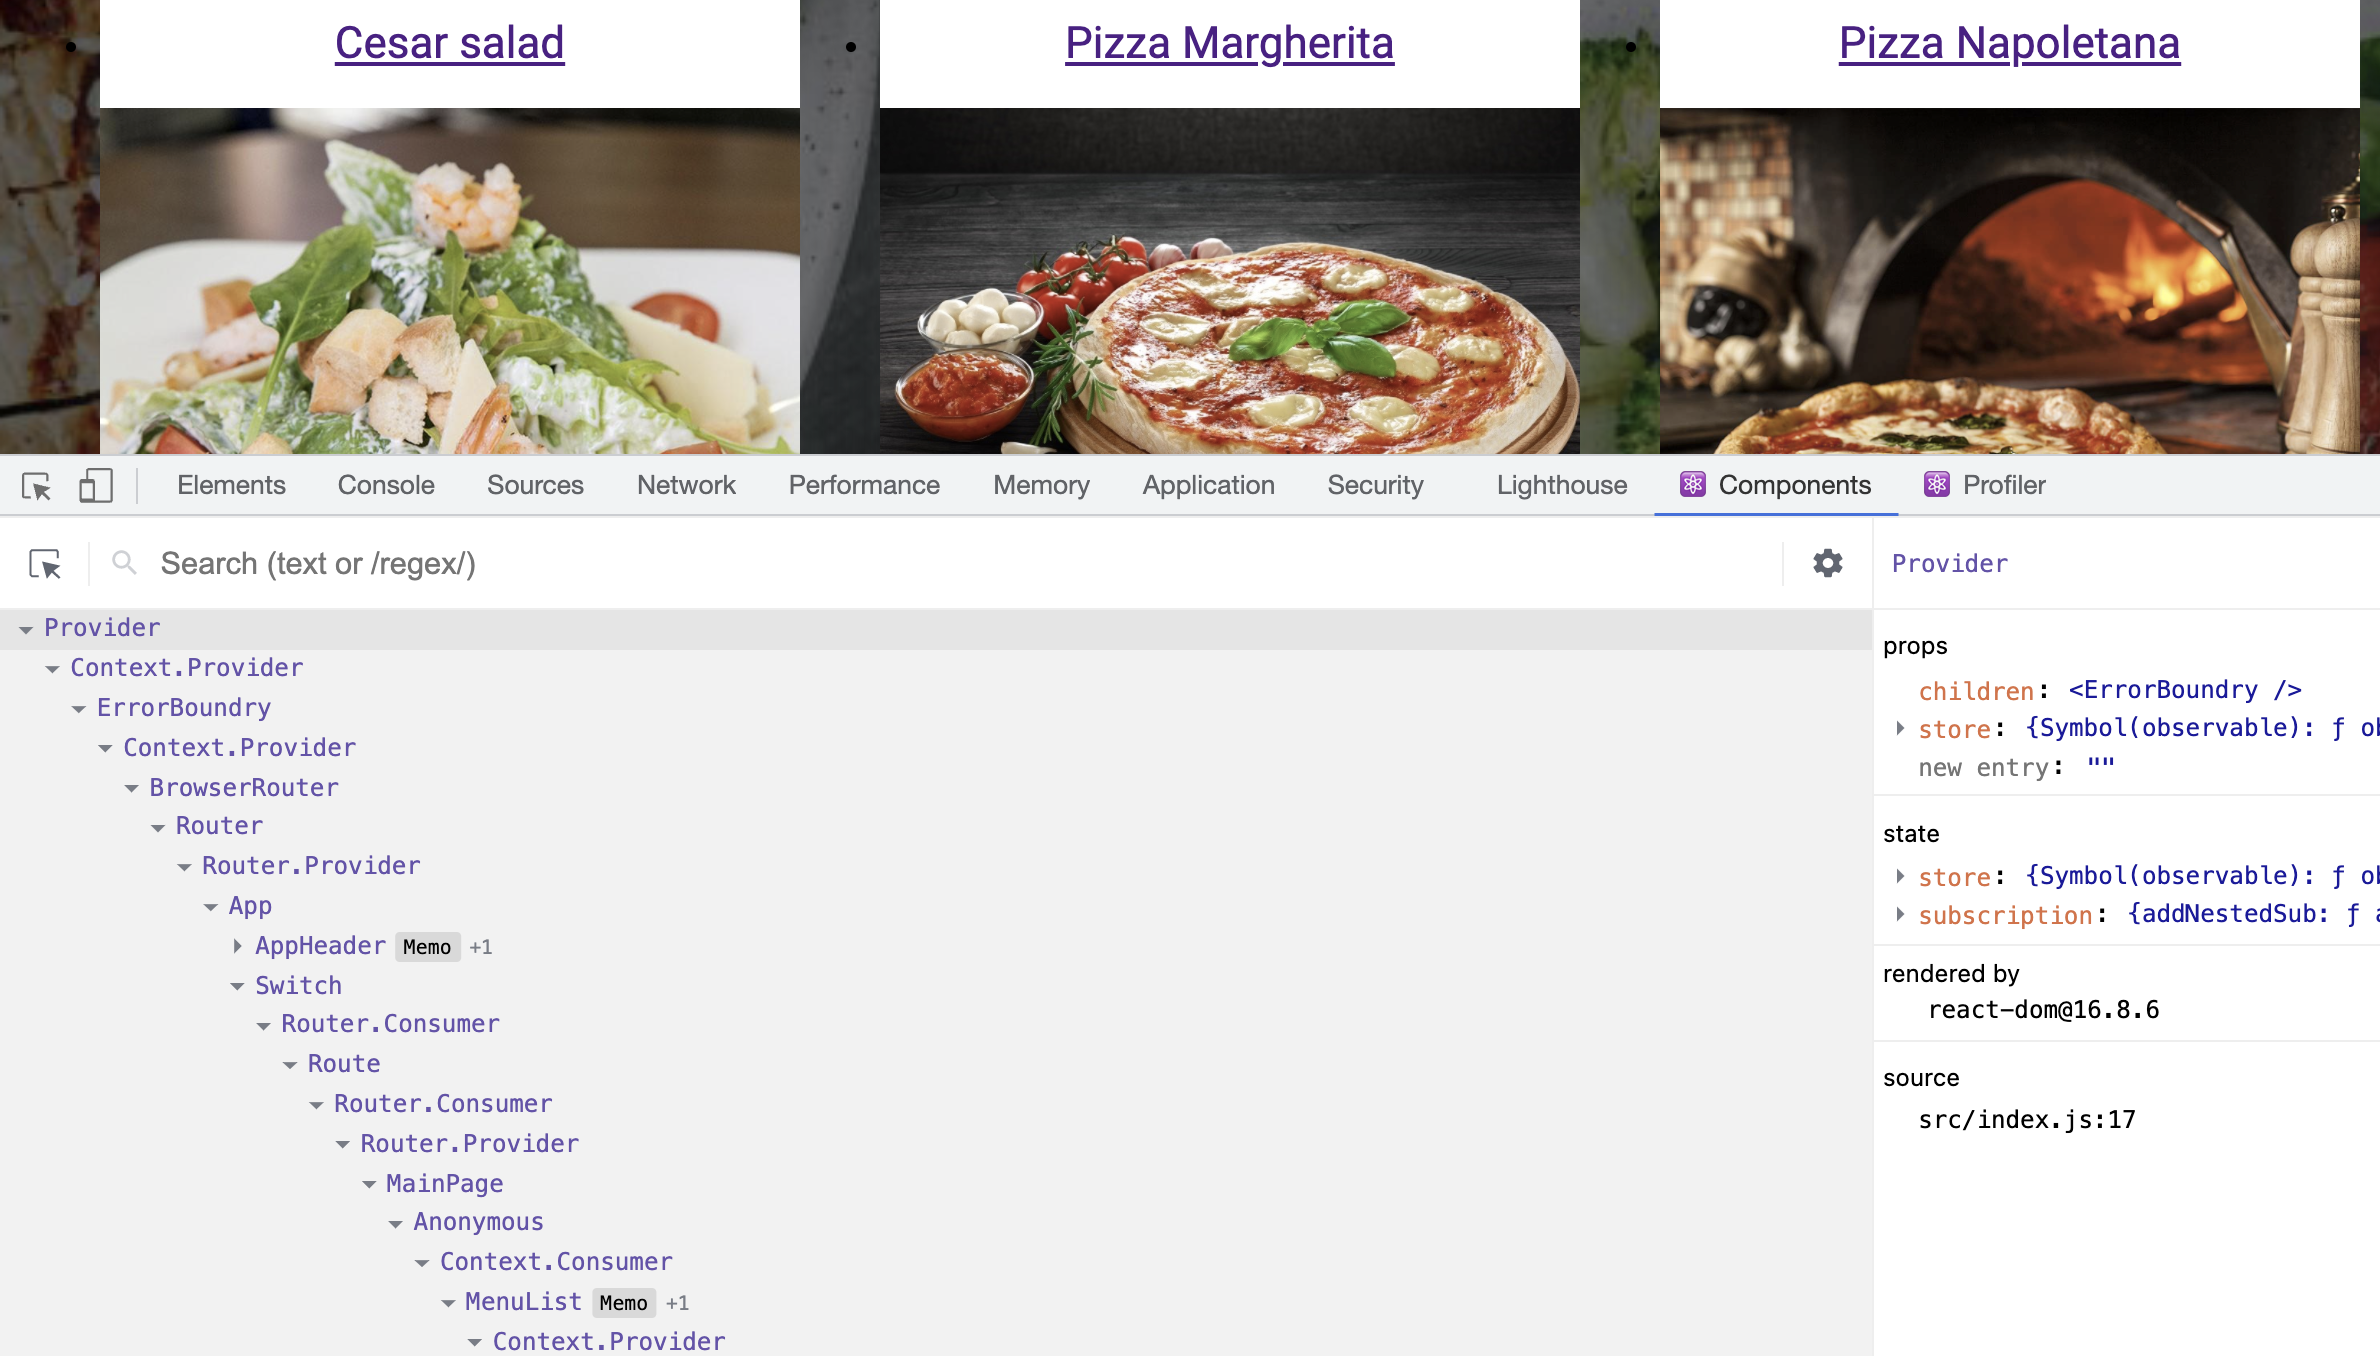 Cesar salad
Pizza Margherita
Pizza Napoletana
Elements Console Sources Network Performance Memory Application Security Lighthouse Components Profiler
Search (text or /regex/)
Provider
Context.Provider
ErrorBoundry
Context.Provider
BrowserRouter
Router
Router.Provider
App
AppHeader Memo +1
Switch
Router.Consumer
Route
Router.Consumer
Router.Provider
MainPage
Anonymous
Context.Consumer
MenuList Memo +1
Context.Provider
Provider
props
children: <ErrorBoundry />
store: {Symbol(observable): ƒ ob
new entry: ""
state
store: {Symbol(observable): ƒ ob
subscription: {addNestedSub: ƒ a
rendered by
react-dom@16.8.6
source
src/index.js:17